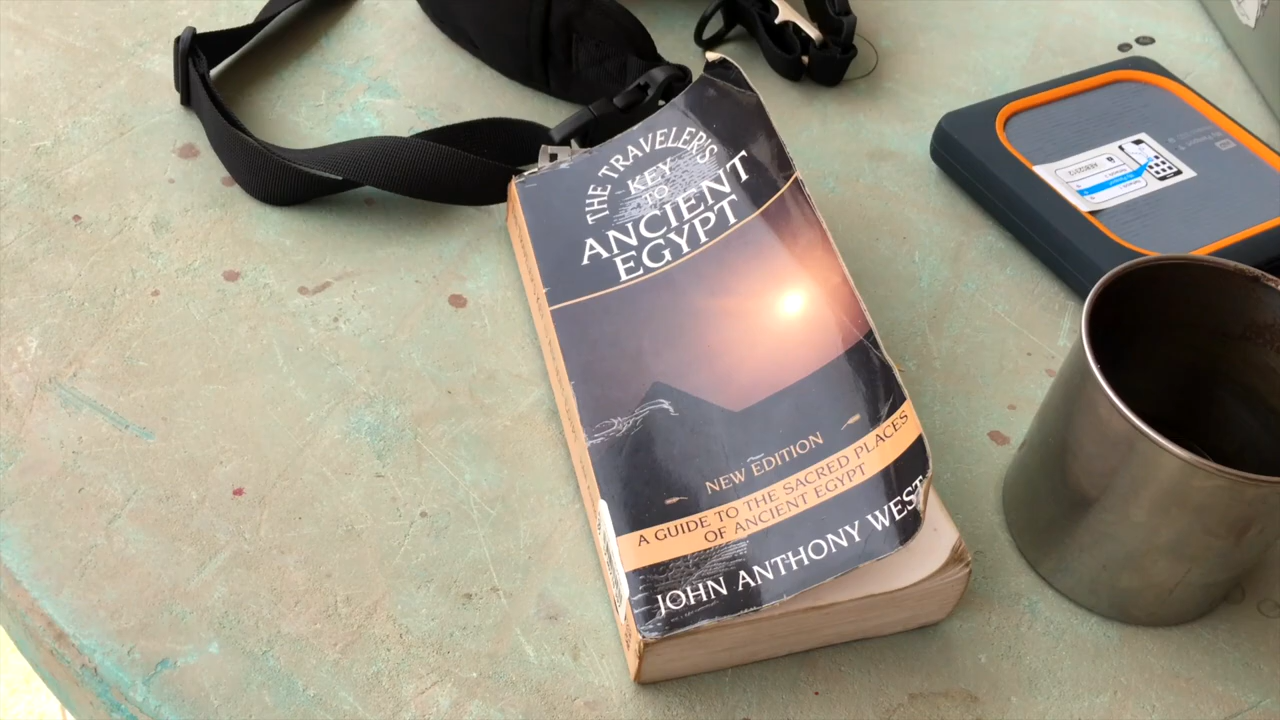 THE TRAVELER'S
KEY
TO
ANCIENT
EGYPT
NEW EDITION
A GUIDE TO THE SACRED PLACES
OF ANCIENT EGYPT
JOHN ANTHONY WEST